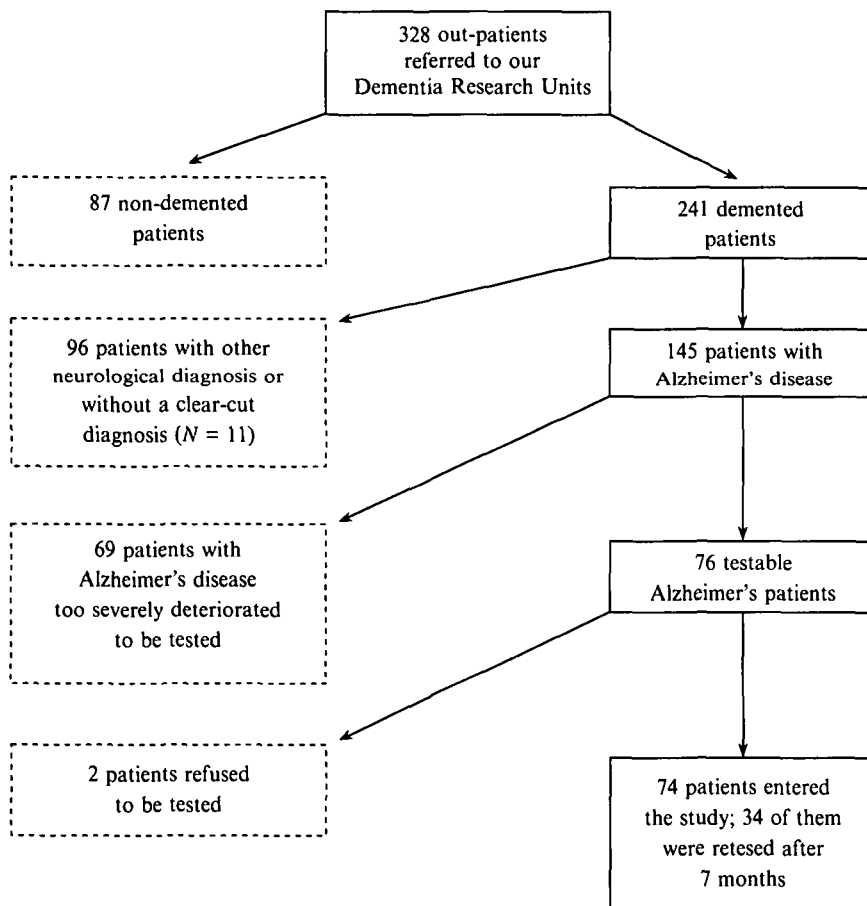 328 out-patients
referred to our
Dementia Research Units
87 non-demented
patients
241 demented
patients
96 patients with other
neurological diagnosis or
without a clear-cut
diagnosis (N = 11)
145 patients with
Alzheimer's disease
69 patients with
Alzheimer's disease
too severely deteriorated
to be tested
76 testable
Alzheimer's patients
2 patients refused
to be tested
74 patients entered
the study; 34 of them
were retesed after
7 months